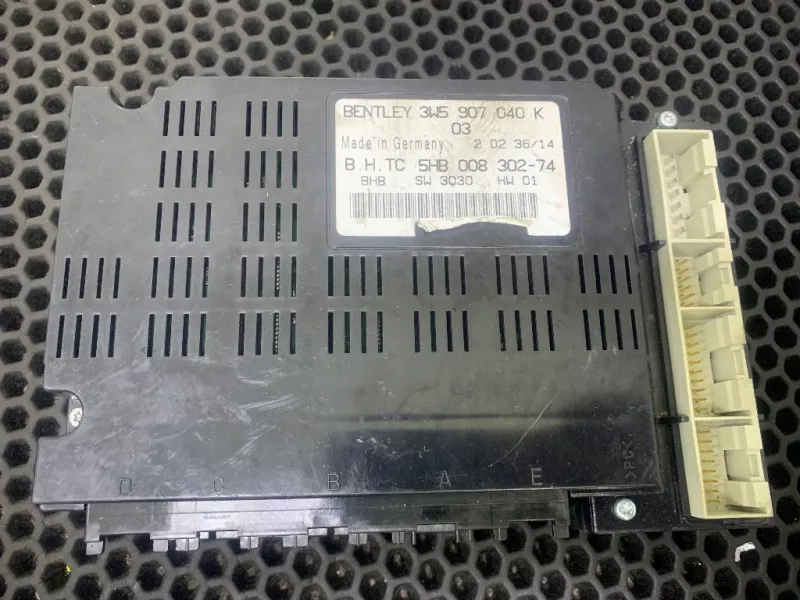 BENTLEY 3W5 907 040 K
03
Made in Germany 2 02 36/14
B.H.TC 5HB 008 302-74
BHB SW 3030 HW 01
D C B A E
>PC<